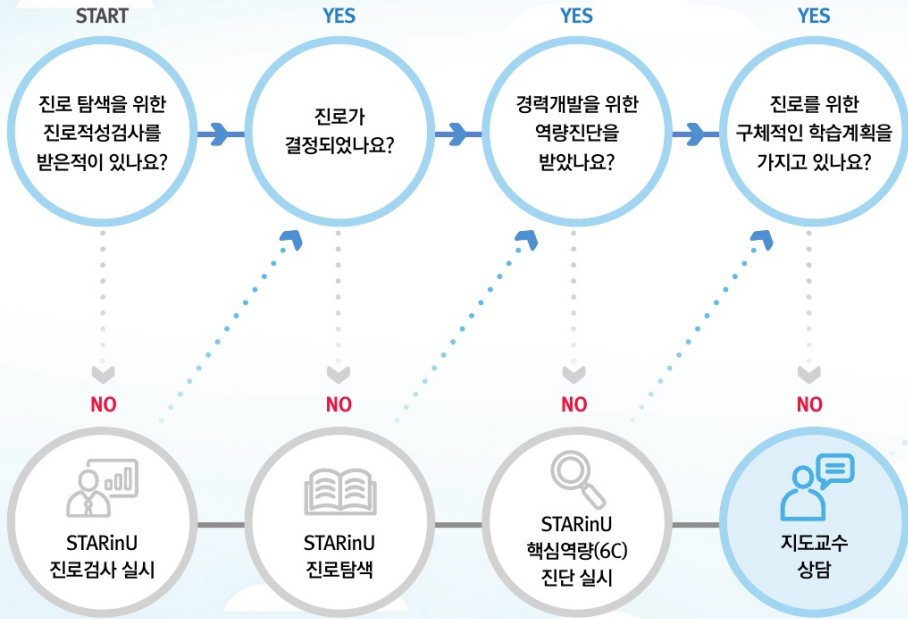 START
YES
YES
YES
진로 탐색을 위한
진로적성검사를
받은적이 있나요?
진로가
결정되었나요?
경력개발을 위한
역량진단을
받았나요?
진로를 위한
구체적인 학습계획을
가지고 있나요?
NO
NO
NO
NO
STARinU
진로검사 실시
STARinU
진로탐색
STARinU
핵심역량(6C)
진단 실시
지도교수
상담